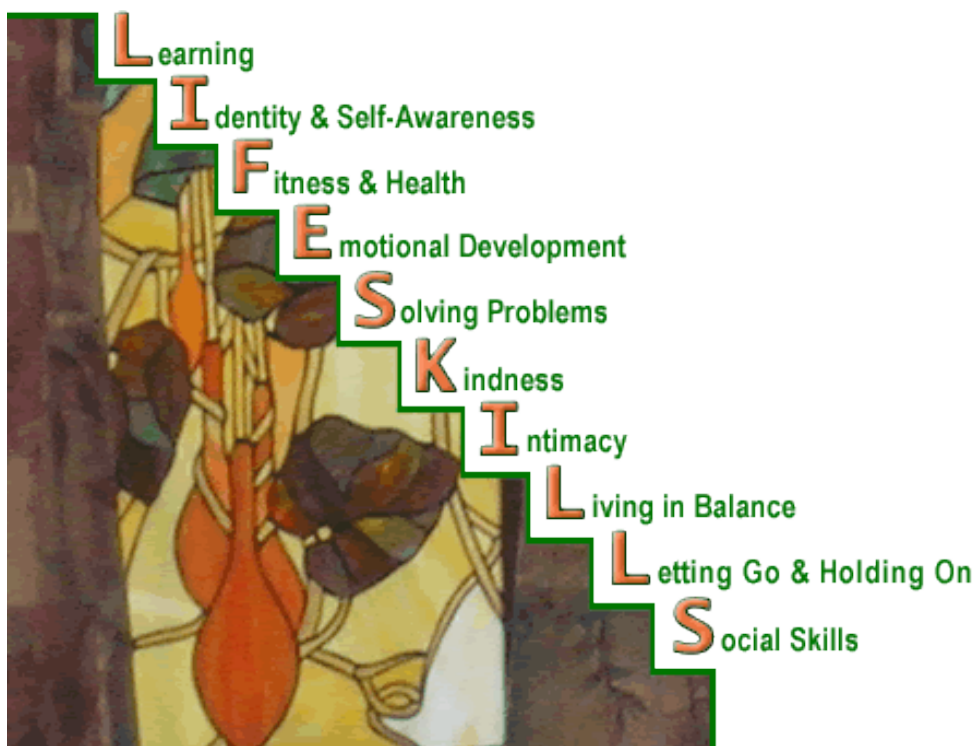 Learning
Identity & Self-Awareness
Fitness & Health
Emotional Development
Solving Problems
Kindness
Intimacy
Living in Balance
Letting Go & Holding On
Social Skills